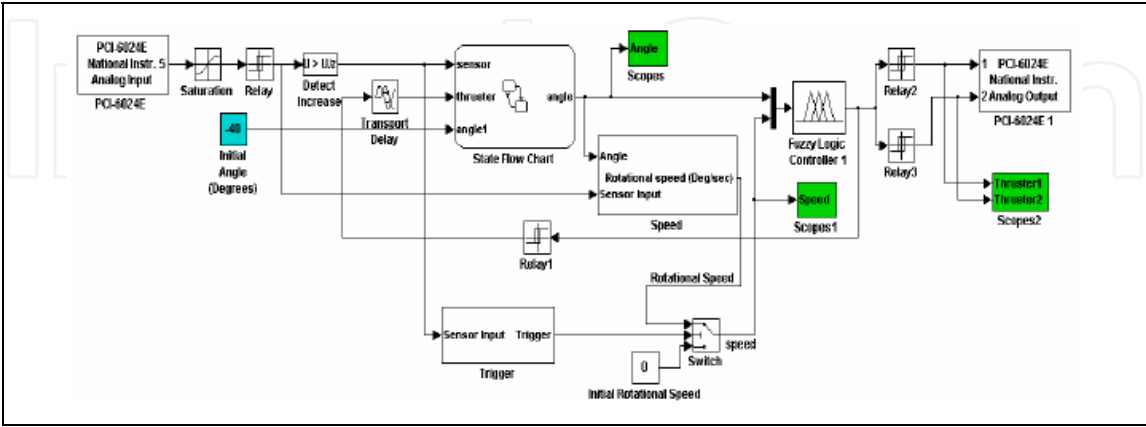 PCI-6024E
National Instr. 5
Analog Input
PCI-6024E
Saturation
Relay
U > U/z
Detect
Increase
-40
Initial
Angle
(Degrees)
Transport
Delay
sensor
thruster
angle1
angle
State Flow Chart
Angle
Scopes
Angle
Rotational speed (Deg/sec)
Sensor Input
Speed
Fuzzy Logic
Controller 1
Speed
Scopes1
Relay2
Relay3
1 PCI-6024E
National Instr.
2 Analog Output
PCI-6024E 1
Thruster1
Thruster2
Scopes2
Relay1
Rotational Speed
Sensor Input Trigger
Trigger
0
Initial Rotational Speed
Switch
speed